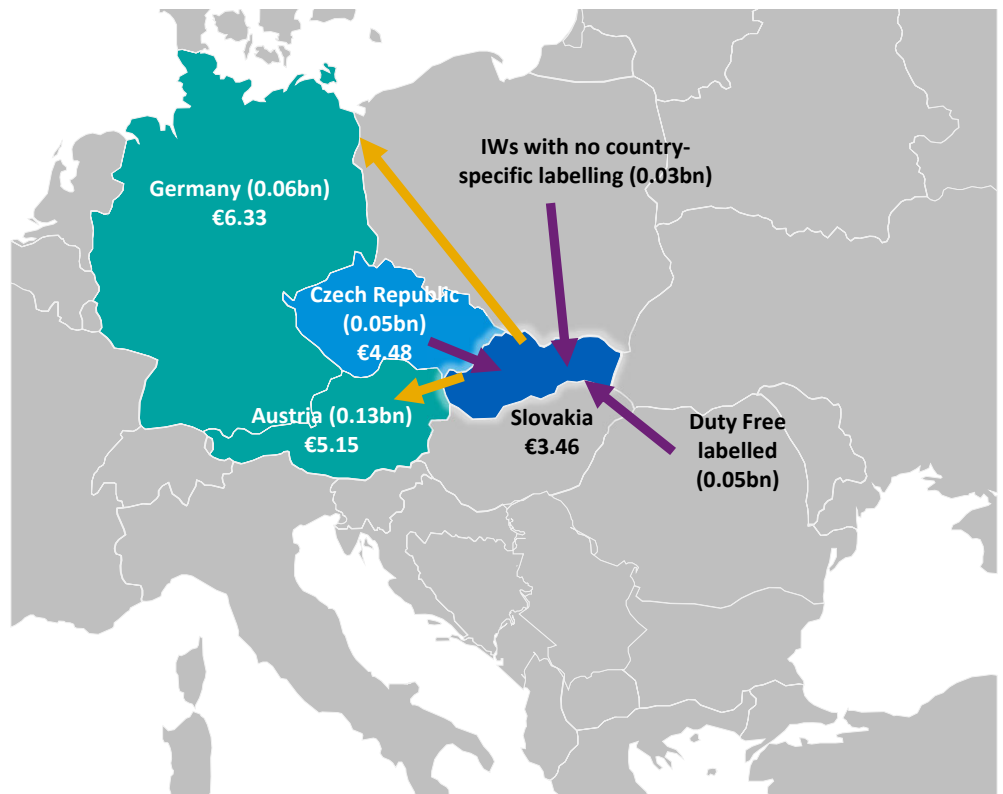 IWs with no country-
specific labelling (0.03bn)
Germany (0.06bn)
€6.33
Czech Republic
(0.05bn)
€4.48
Austria (0.13bn)
€5.15
Slovakia
€3.46
Duty Free
labelled
(0.05bn)